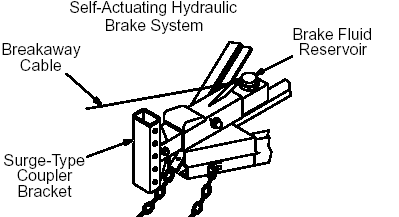 Self-Actuating Hydraulic
Brake System
Breakaway
Cable
Brake Fluid
Reservoir
Surge-Type
Coupler
Bracket